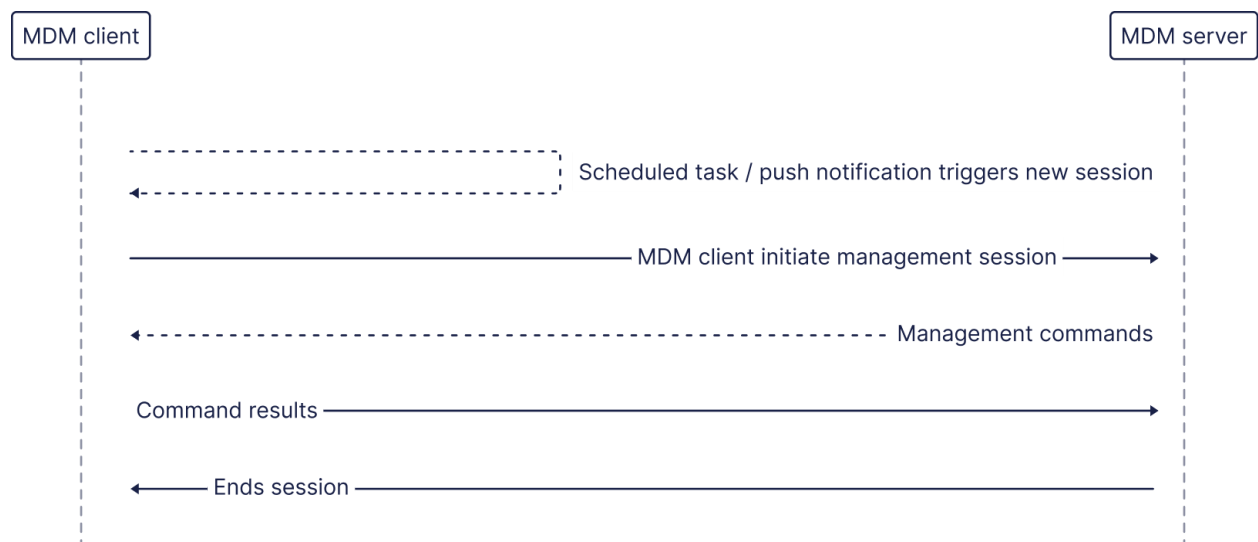 MDM client
MDM server
Scheduled task / push notification triggers new session
MDM client initiate management session
Management commands
Command results
Ends session